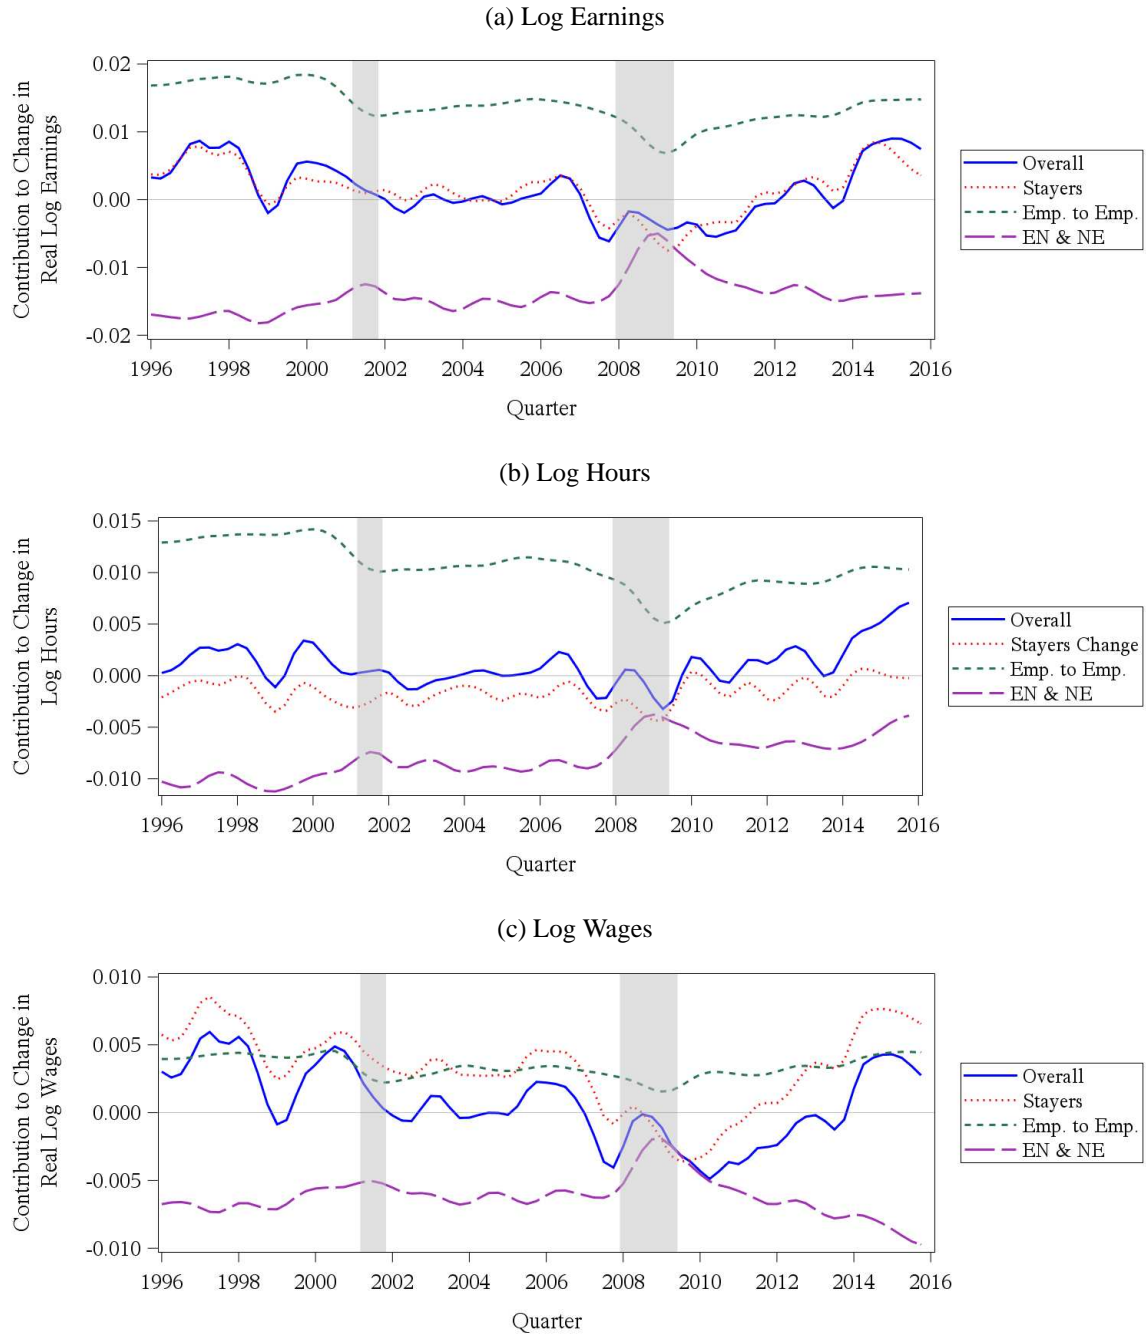 (a) Log Earnings
Contribution to Change in
Real Log Earnings
0.02
0.01
0.00
-0.01
-0.02
1996 1998 2000 2002 2004 2006 2008 2010 2012 2014 2016
Quarter
Overall
Stayers
Emp. to Emp.
EN & NE
(b) Log Hours
Contribution to Change in
Log Hours
0.015
0.010
0.005
0.000
-0.005
-0.010
1996 1998 2000 2002 2004 2006 2008 2010 2012 2014 2016
Quarter
Overall
Stayers Change
Emp. to Emp.
EN & NE
(c) Log Wages
Contribution to Change in
Real Log Wages
0.010
0.005
0.000
-0.005
-0.010
1996 1998 2000 2002 2004 2006 2008 2010 2012 2014 2016
Quarter
Overall
Stayers
Emp. to Emp.
EN & NE